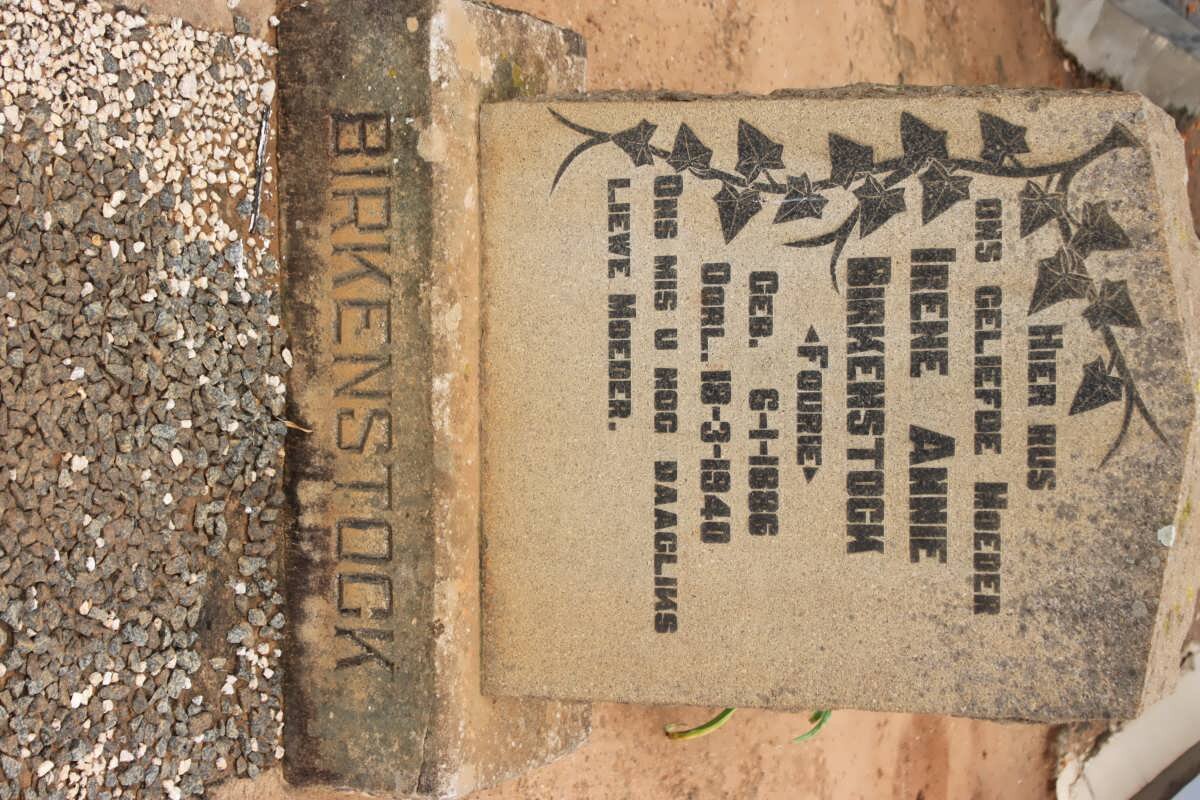 HIER RUS
ONS GELIEFDE MOEDER
IRENE ANNIE
BIRKENSTOCK
◄FOURIE►
GEB. 6-1-1886
OORL. 18-3-1940
ONS MIS U NOG DAAGLIKS
LIEVE MOEDER.
BIRKENSTOCK